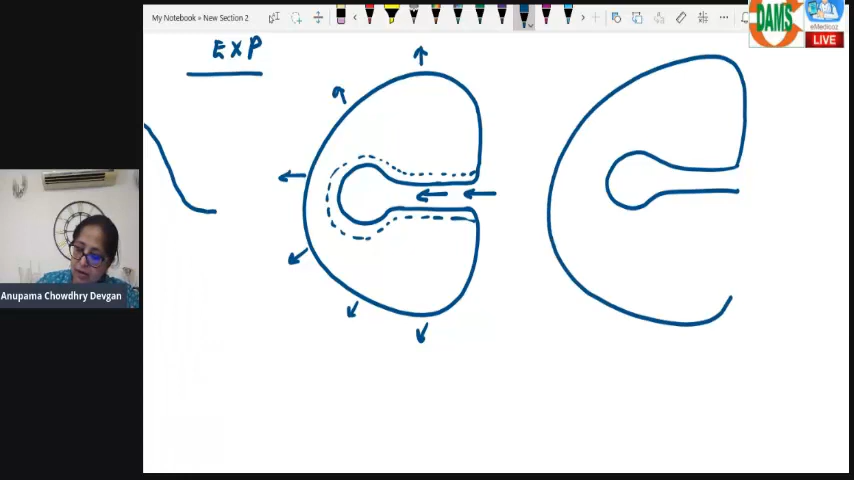 My Notebook » New Section 2
DAMS
eMedicoz
LIVE
EXP
Anupama Chowdhry Devgan